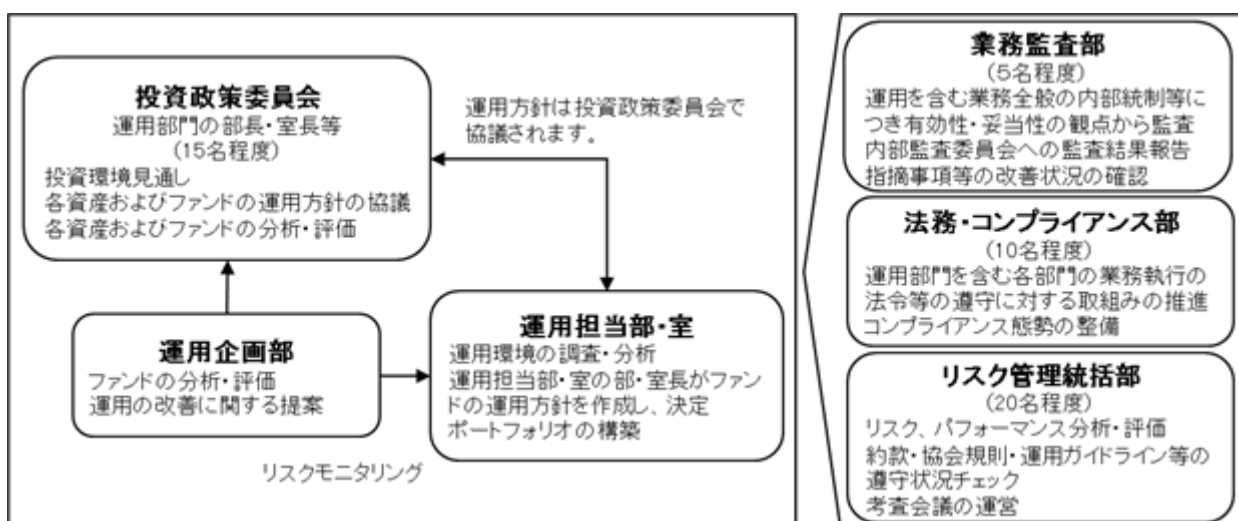 投資政策委員会
運用部門の部長・室長等
(15名程度)
投資環境見通し
各資産およびファンドの運用方針の協議
各資産およびファンドの分析・評価
運用方針は投資政策委員会で
協議されます。
運用企画部
ファンドの分析・評価
運用の改善に関する提案
運用担当部・室
運用環境の調査・分析
運用担当部・室の部・室長がファン
ドの運用方針を作成し、決定
ポートフォリオの構築
リスクモニタリング
業務監査部
(5名程度)
運用を含む業務全般の内部統制等に
つき有効性・妥当性の観点から監査
内部監査委員会への監査結果報告
指摘事項等の改善状況の確認
法務・コンプライアンス部
(10名程度)
運用部門を含む各部門の業務執行の
法令等の遵守に対する取組みの推進
コンプライアンス態勢の整備
リスク管理統括部
(20名程度)
リスク、パフォーマンス分析・評価
約款・協会規則・運用ガイドライン等の
遵守状況チェック
考査会議の運営